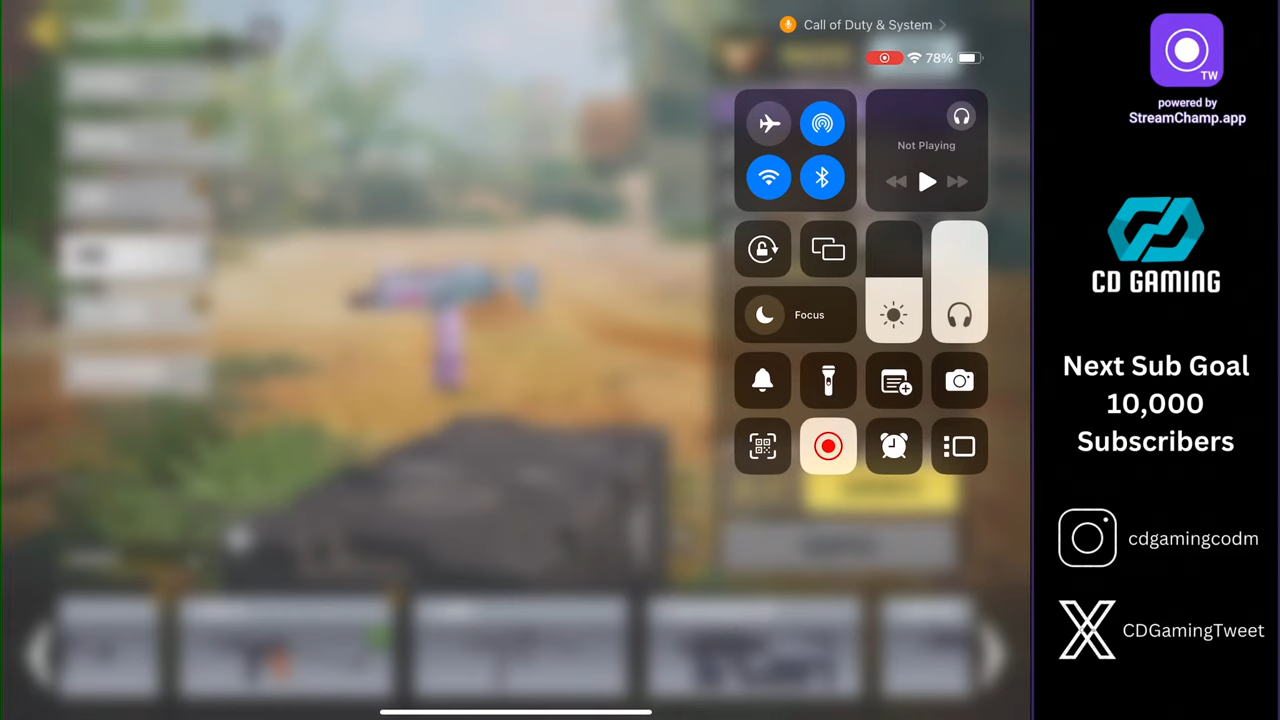 Call of Duty & System
78%
Not Playing
Focus
TW
powered by
StreamChamp.app
CD GAMING
Next Sub Goal
10,000
Subscribers
cdgamingcodm
CDGamingTweet